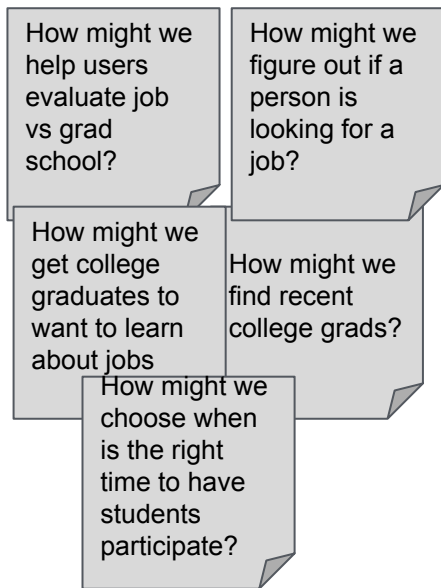 How might we
help users
evaluate job
vs grad
school?
How might we
figure out if a
person is
looking for a
job?
How might we
get college
graduates to
want to learn
about jobs
How might we
find recent
college grads?
How might we
choose when
is the right
time to have
students
participate?